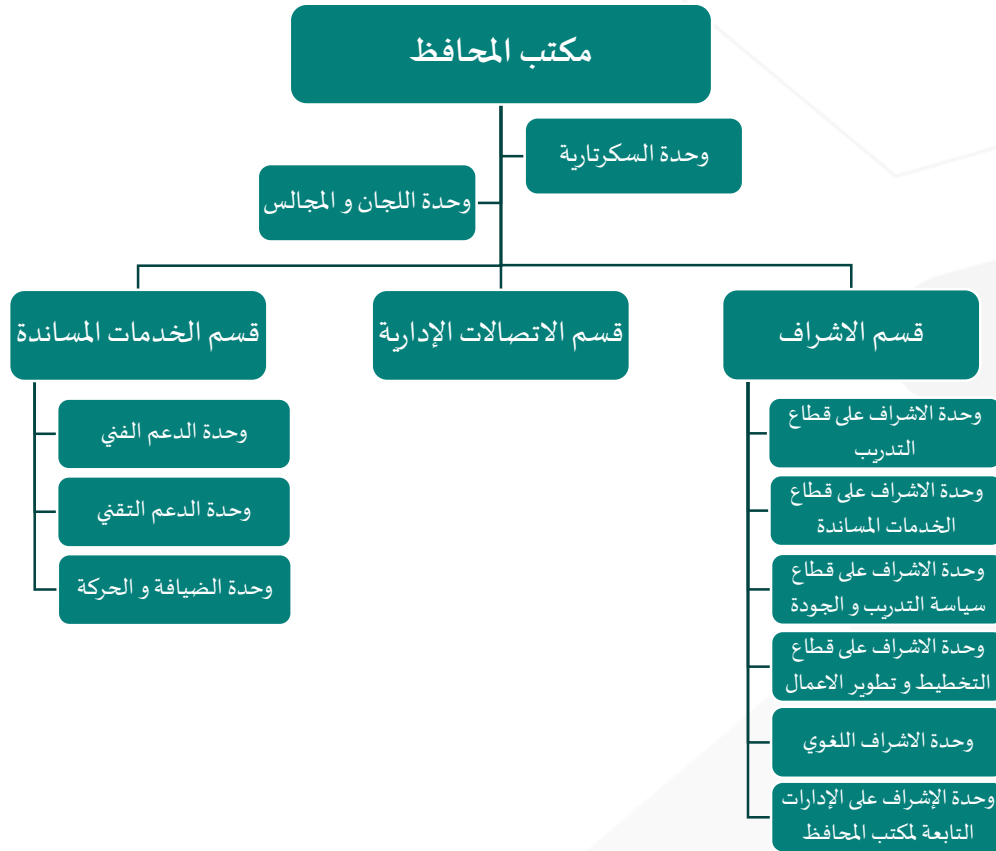 مكتب المحافظ
وحدة السكرتارية
وحدة اللجان و المجالس
قسم الاشراف
قسم الاتصالات الإدارية
قسم الخدمات المساندة
وحدة الاشراف على قطاع
التدريب
وحدة الاشراف على قطاع
الخدمات المساندة
وحدة الاشراف على قطاع
سياسة التدريب و الجودة
وحدة الاشراف على قطاع
التخطيط و تطوير الاعمال
وحدة الاشراف اللغوي
وحدة الإشراف على الإدارات
التابعة لمكتب المحافظ
وحدة الدعم الفني
وحدة الدعم التقني
وحدة الضيافة و الحركة